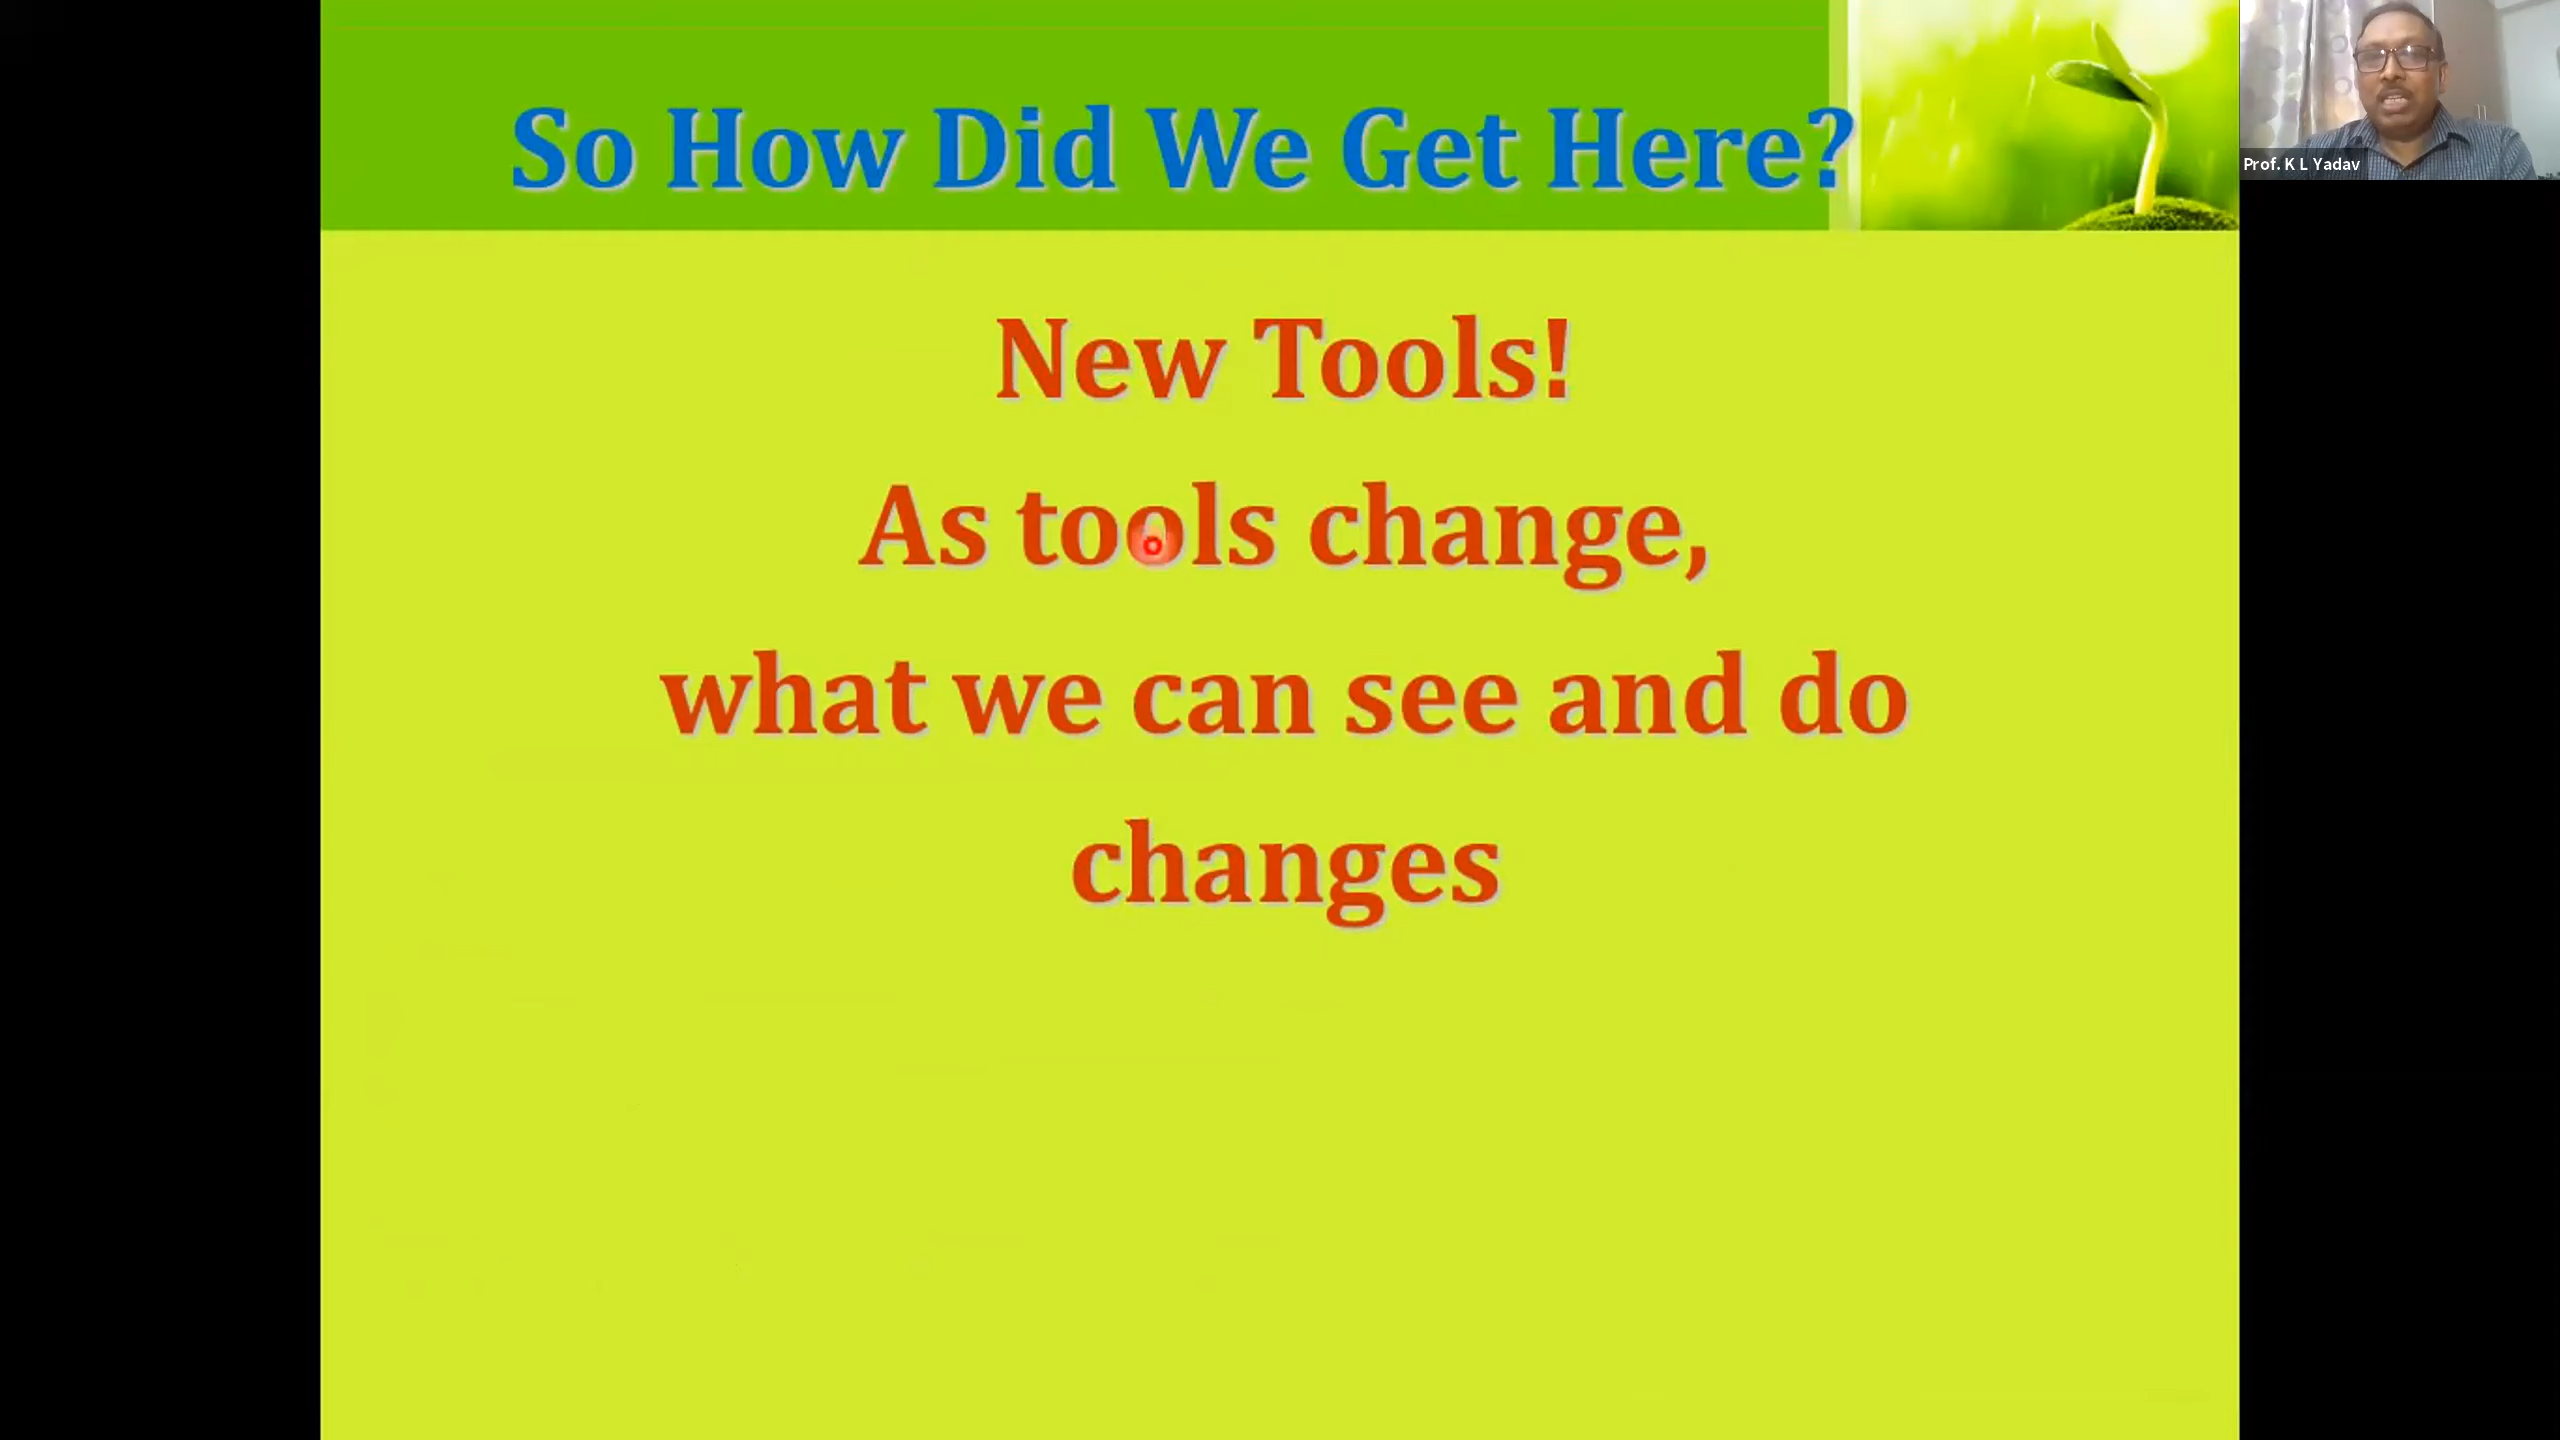 So How Did We Get Here?
New Tools!
As tools change,
what we can see and do
changes
Prof. K L Yadav